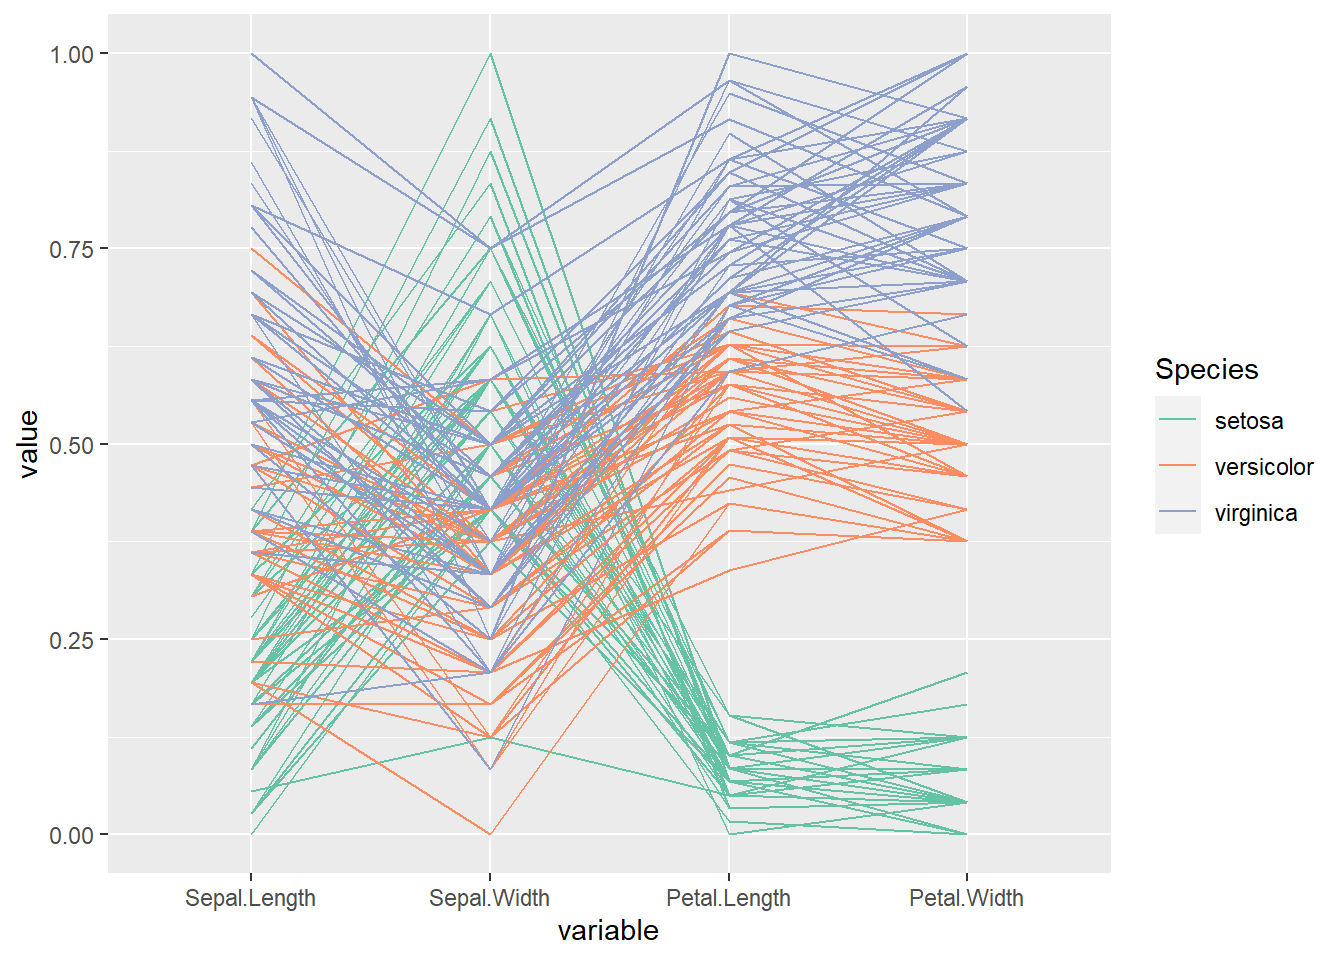 1.00
0.75
0.50
0.25
0.00
value
Sepal.Length
Sepal.Width
Petal.Length
Petal.Width
variable
Species
setosa
versicolor
virginica